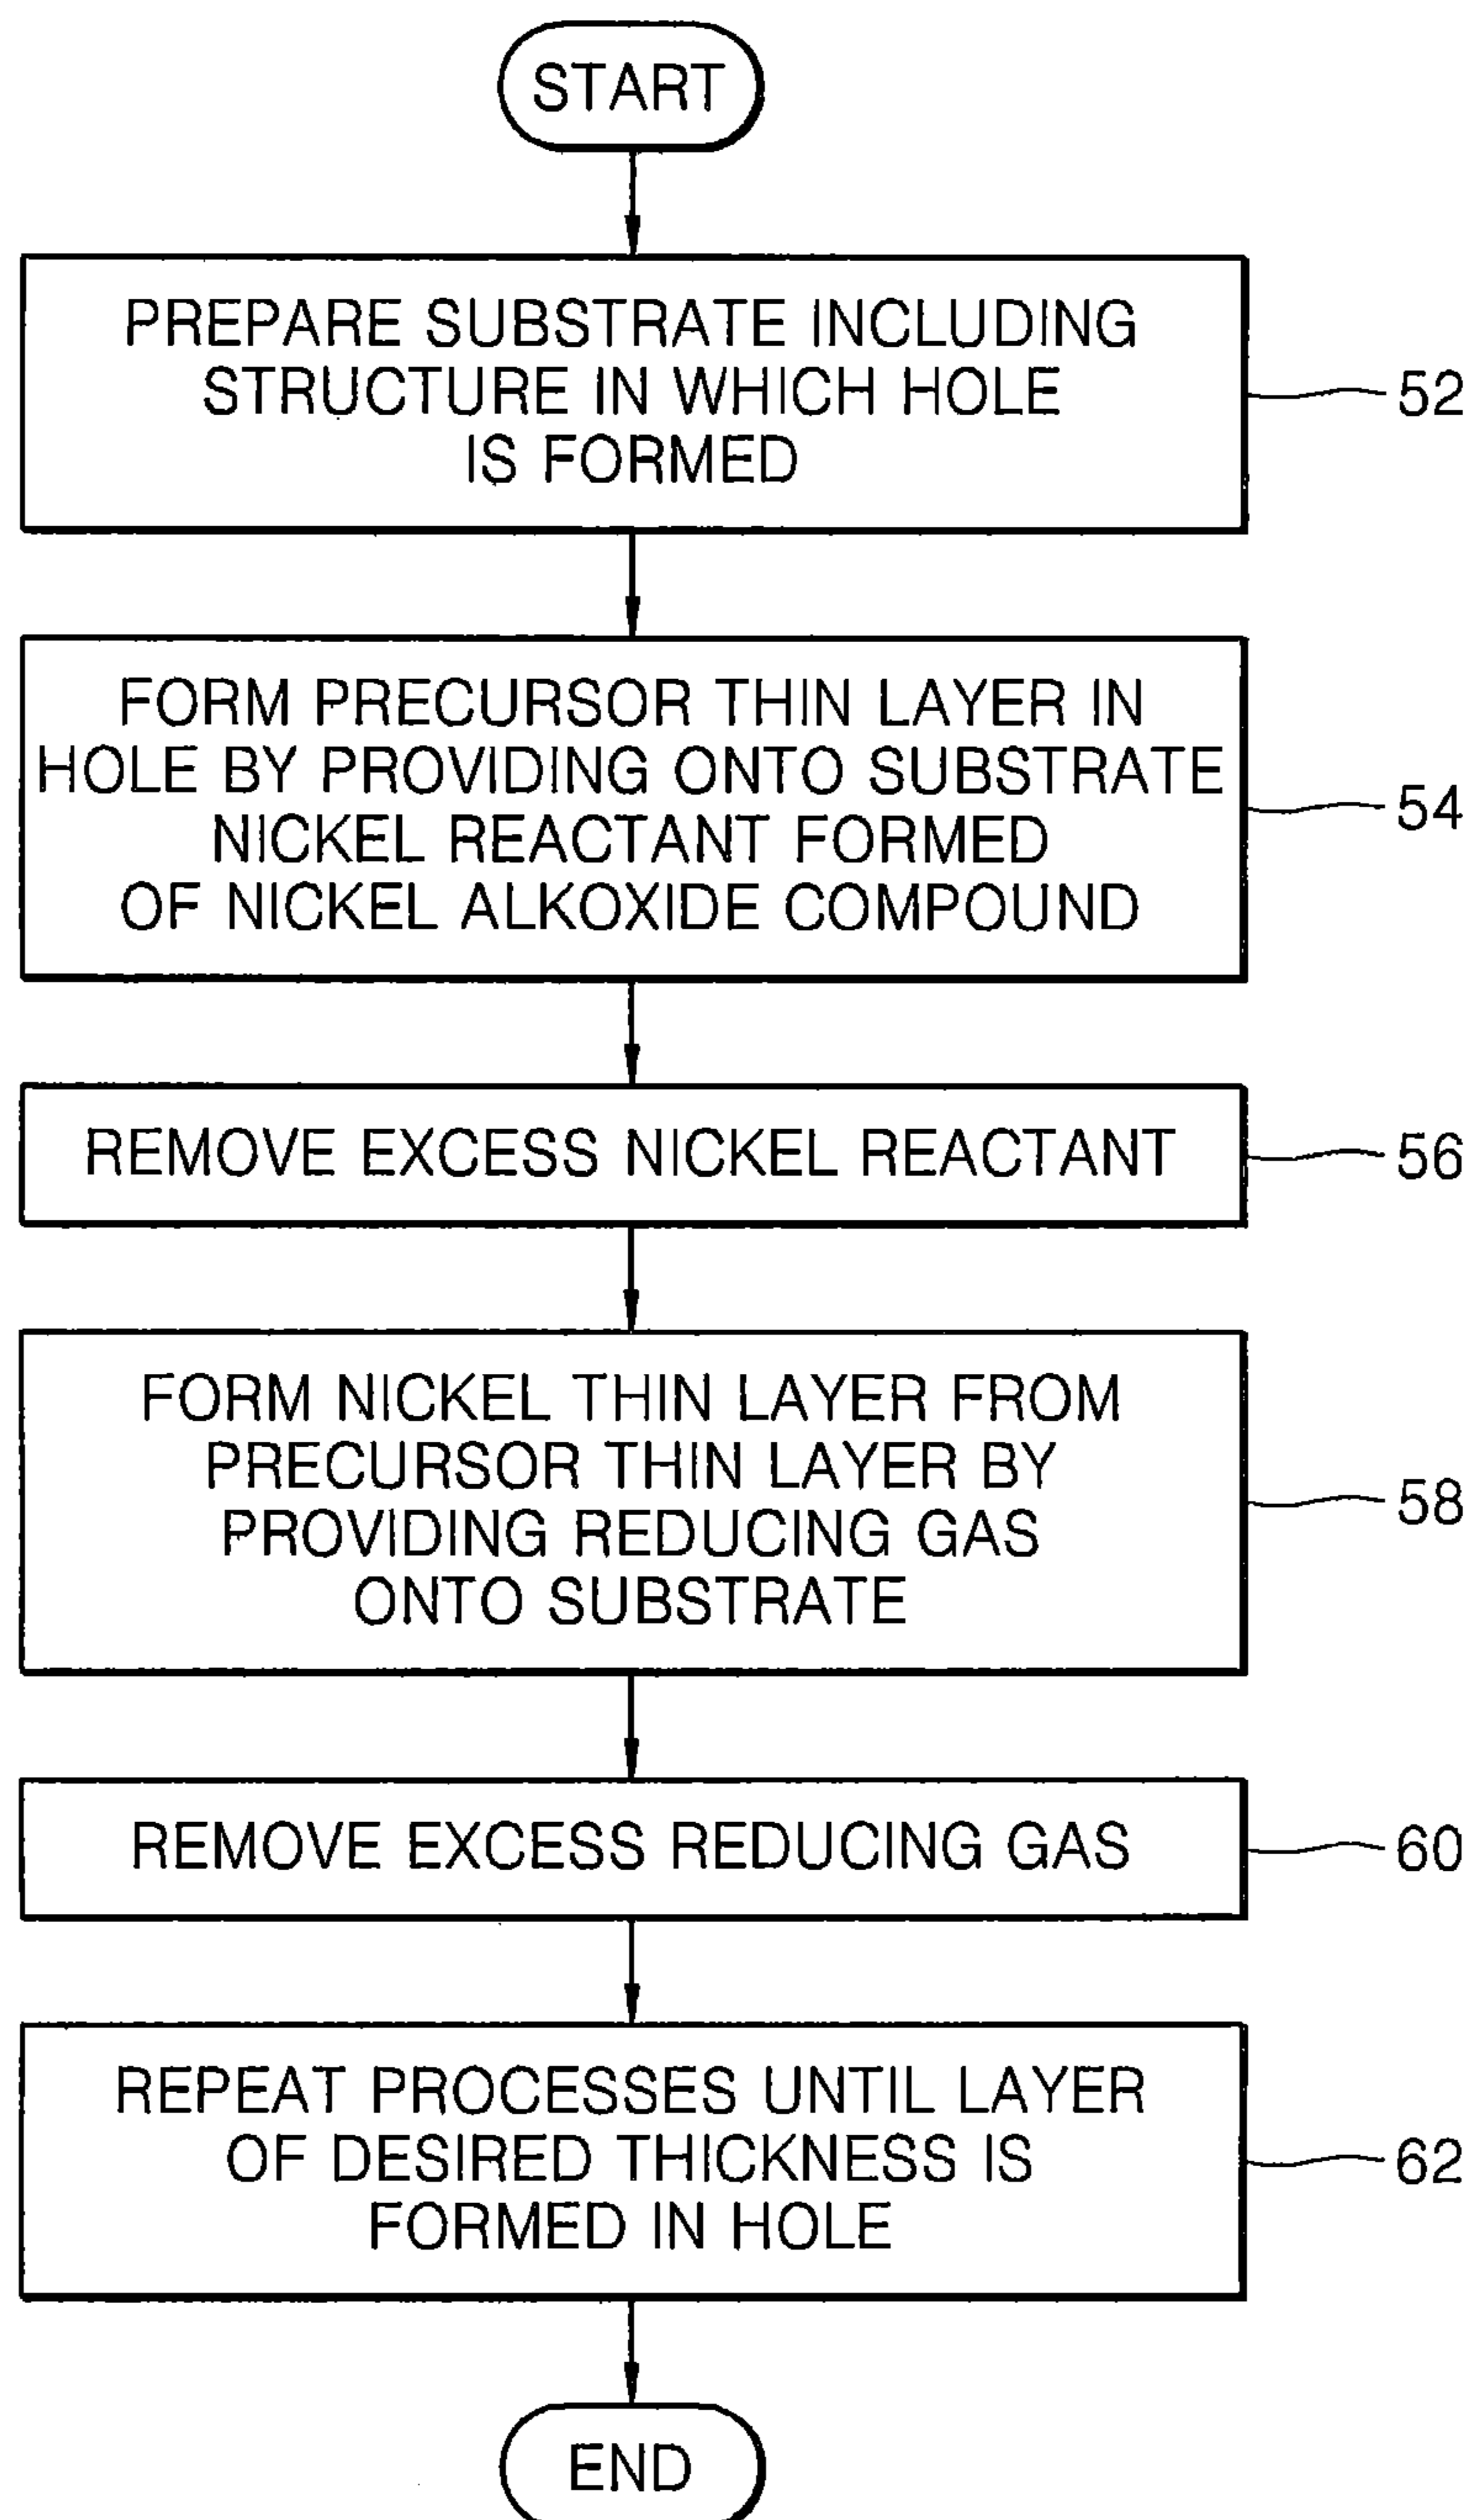 START
PREPARE SUBSTRATE INCLUDING
STRUCTURE IN WHICH HOLE
IS FORMED
52
FORM PRECURSOR THIN LAYER IN
HOLE BY PROVIDING ONTO SUBSTRATE
NICKEL REACTANT FORMED
OF NICKEL ALKOXIDE COMPOUND
54
REMOVE EXCESS NICKEL REACTANT
56
FORM NICKEL THIN LAYER FROM
PRECURSOR THIN LAYER BY
PROVIDING REDUCING GAS
ONTO SUBSTRATE
58
REMOVE EXCESS REDUCING GAS
60
REPEAT PROCESSES UNTIL LAYER
OF DESIRED THICKNESS IS
FORMED IN HOLE
62
END